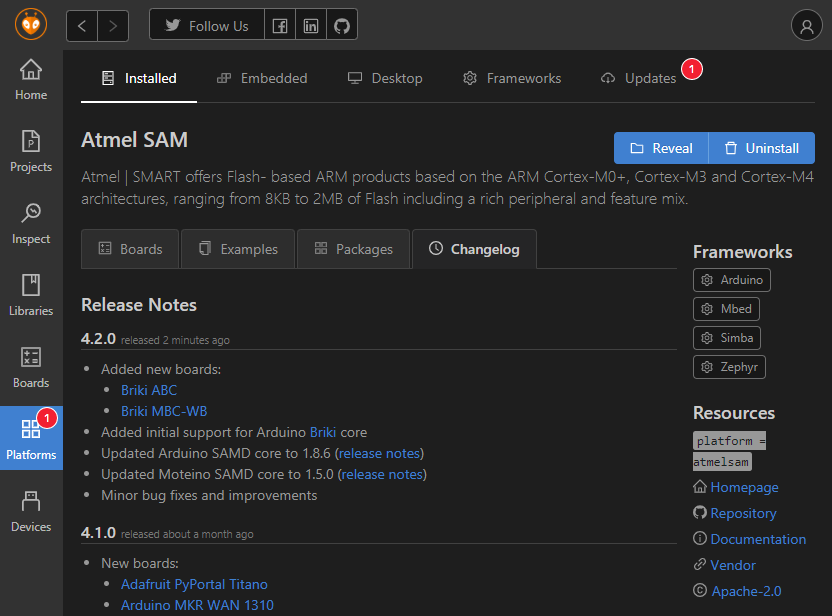 Follow Us
Home
Projects
Inspect
Libraries
Boards
1
Platforms
Devices
Installed
Embedded
Desktop
Frameworks
Updates
1
Atmel SAM
Reveal
Uninstall
Atmel | SMART offers Flash- based ARM products based on the ARM Cortex-M0+, Cortex-M3 and Cortex-M4
architectures, ranging from 8KB to 2MB of Flash including a rich peripheral and feature mix.
Boards
Examples
Packages
Changelog
Release Notes
4.2.0 released 2 minutes ago
Added new boards:
Briki ABC
Briki MBC-WB
Added initial support for Arduino Briki core
Updated Arduino SAMD core to 1.8.6 (release notes)
Updated Moteino SAMD core to 1.5.0 (release notes)
Minor bug fixes and improvements
4.1.0 released about a month ago
New boards:
Adafruit PyPortal Titano
Arduino MKR WAN 1310
Frameworks
Arduino
Mbed
Simba
Zephyr
Resources
platform =
atmelsam
Homepage
Repository
Documentation
Vendor
Apache-2.0